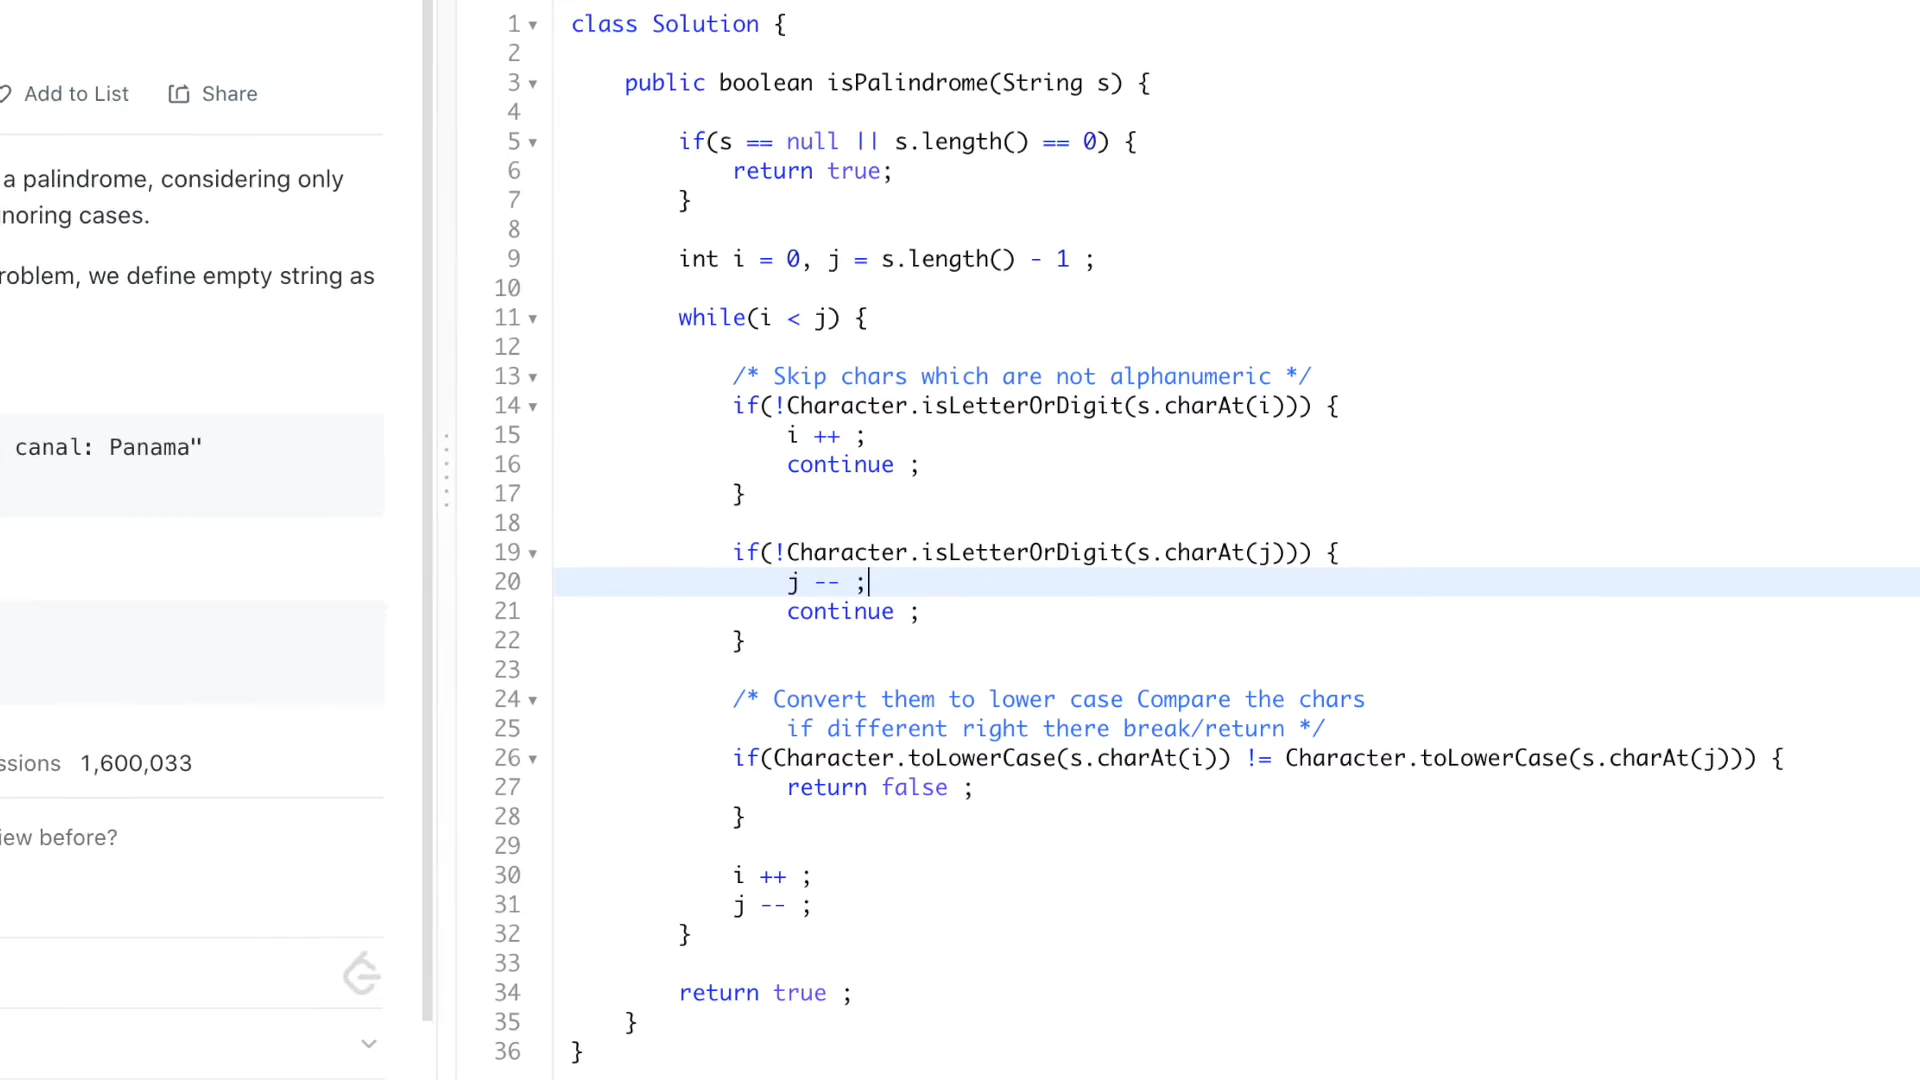 Add to List Share
a palindrome, considering only
noring cases.
roblem, we define empty string as
canal: Panama"
ssions 1,600,033
iew before?
1 class Solution {
2
3 public boolean isPalindrome(String s) {
4
5 if(s == null || s.length() == 0) {
6 return true;
7 }
8
9 int i = 0, j = s.length() - 1 ;
10
11 while(i < j) {
12
13 /* Skip chars which are not alphanumeric */
14 if(!Character.isLetterOrDigit(s.charAt(i))) {
15 i ++ ;
16 continue ;
17 }
18
19 if(!Character.isLetterOrDigit(s.charAt(j))) {
20 j -- ;
21 continue ;
22 }
23
24 /* Convert them to lower case Compare the chars
25 if different right there break/return */
26 if(Character.toLowerCase(s.charAt(i)) != Character.toLowerCase(s.charAt(j))) {
27 return false ;
28 }
29
30 i ++ ;
31 j -- ;
32 }
33
34 return true ;
35 }
36 }